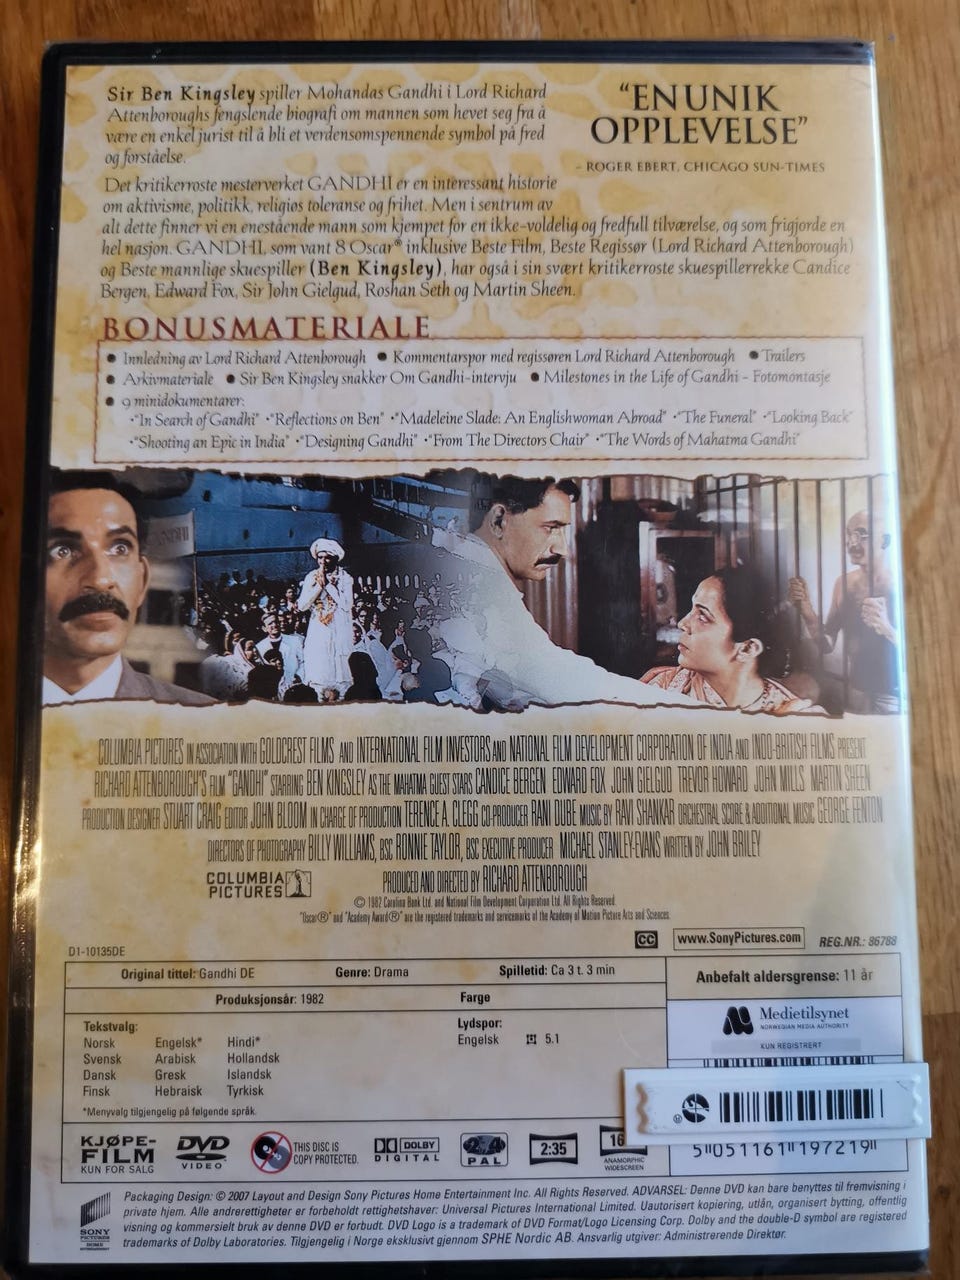 Sir Ben Kingsley spiller Mohandas Gandhi i Lord Richard
Attenboroughs fengslende biografi om mannen som hevet seg fra å
være en enkel jurist til å bli et verdensomspennende symbol på fred
og forståelse.
"EN UNIK
OPPLEVELSE"
- ROGER EBERT, CHICAGO SUN-TIMES
Det kritikerroste mesterverket GANDHI er en interessant historie
om aktivisme, politikk, religiøs toleranse og frihet. Men i sentrum av
alt dette finner vi en enestående mann som kjempet for en ikke-voldelig og fredfull tilværelse, og som frigjorde en
hel nasjon. GANDHI, som vant 8 Oscar® inklusive Beste Film, Beste Regissør (Lord Richard Attenborough)
og Beste mannlige skuespiller (Ben Kingsley), har også i sin svært kritikerroste skuespillerrekke Candice
Bergen, Edward Fox, Sir John Gielgud, Roshan Seth og Martin Sheen.
BONUSMATERIALE
● Innledning av Lord Richard Attenborough ● Kommentarspor med regissøren Lord Richard Attenborough ● Trailers
● Arkivmateriale ● Sir Ben Kingsley snakker Om Gandhi-intervju ● Milestones in the Life of Gandhi - Fotomontasje
● 9 minidokumentarer:
•"In Search of Gandhi" •"Reflections on Ben" •"Madeleine Slade: An Englishwoman Abroad" •"The Funeral" •"Looking Back"
•"Shooting an Epic in India" •"Designing Gandhi" •"From The Directors Chair" •"The Words of Mahatma Gandhi"
GANDHI
COLUMBIA PICTURES IN ASSOCIATION WITH GOLDCREST FILMS AND INTERNATIONAL FILM INVESTORS AND NATIONAL FILM DEVELOPMENT CORPORATION OF INDIA AND INDO-BRITISH FILMS PRESENT
RICHARD ATTENBOROUGH'S FILM "GANDHI" STARRING BEN KINGSLEY AS THE MAHATMA GUEST STARS CANDICE BERGEN EDWARD FOX JOHN GIELGUD TREVOR HOWARD JOHN MILLS MARTIN SHEEN
PRODUCTION DESIGNER STUART CRAIG EDITOR JOHN BLOOM IN CHARGE OF PRODUCTION TERENCE A. CLEGG CO-PRODUCER RANI DUBE MUSIC BY RAVI SHANKAR ORCHESTRAL SCORE & ADDITIONAL MUSIC GEORGE FENTON
DIRECTORS OF PHOTOGRAPHY BILLY WILLIAMS, BSC RONNIE TAYLOR, BSC EXECUTIVE PRODUCER MICHAEL STANLEY-EVANS WRITTEN BY JOHN BRILEY
COLUMBIA
PICTURES
PRODUCED AND DIRECTED BY RICHARD ATTENBOROUGH
© 1982 Carolina Bank Ltd. and National Film Development Corporation Ltd. All Rights Reserved.
"Oscar®" and "Academy Award®" are the registered trademarks and servicemarks of the Academy of Motion Picture Arts and Sciences.
CC
www.SonyPictures.com
REG.NR.: 86788
D1-10135DE
Original tittel: Gandhi DE
Genre: Drama
Spilletid: Ca 3 t. 3 min
Anbefalt aldersgrense: 11 år
Produksjonsår: 1982
Farge
Medietilsynet
NORWEGIAN MEDIA AUTHORITY
KUN REGISTRERT
Tekstvalg:
Norsk Engelsk* Hindi*
Svensk Arabisk Hollandsk
Dansk Gresk Islandsk
Finsk Hebraisk Tyrkisk
*Menyvalg tilgjengelig på følgende språk.
Lydspor:
Engelsk 5.1
KJØPE-
FILM
KUN FOR SALG
DVD
VIDEO
THIS DISC IS
COPY PROTECTED.
DOLBY
DIGITAL
PAL
2:35
16
ANAMORPHIC
WIDESCREEN
5 051161 197219
SONY
PICTURES
HOME
ENTERTAINMENT
Packaging Design: © 2007 Layout and Design Sony Pictures Home Entertainment Inc. All Rights Reserved. ADVARSEL: Denne DVD kan bare benyttes til fremvisning i
private hjem. Alle andrerettigheter er forbeholdt rettighetshaver: Universal Pictures International Limited. Uautorisert kopiering, utlån, organisert bytting, offentlig
visning og kommersielt bruk av denne DVD er forbudt. DVD Logo is a trademark of DVD Format/Logo Licensing Corp. Dolby and the double-D symbol are registered
trademarks of Dolby Laboratories. Tilgjengelig i Norge eksklusivt gjennom SPHE Nordic AB. Ansvarlig utgiver: Administrerende Direktør.